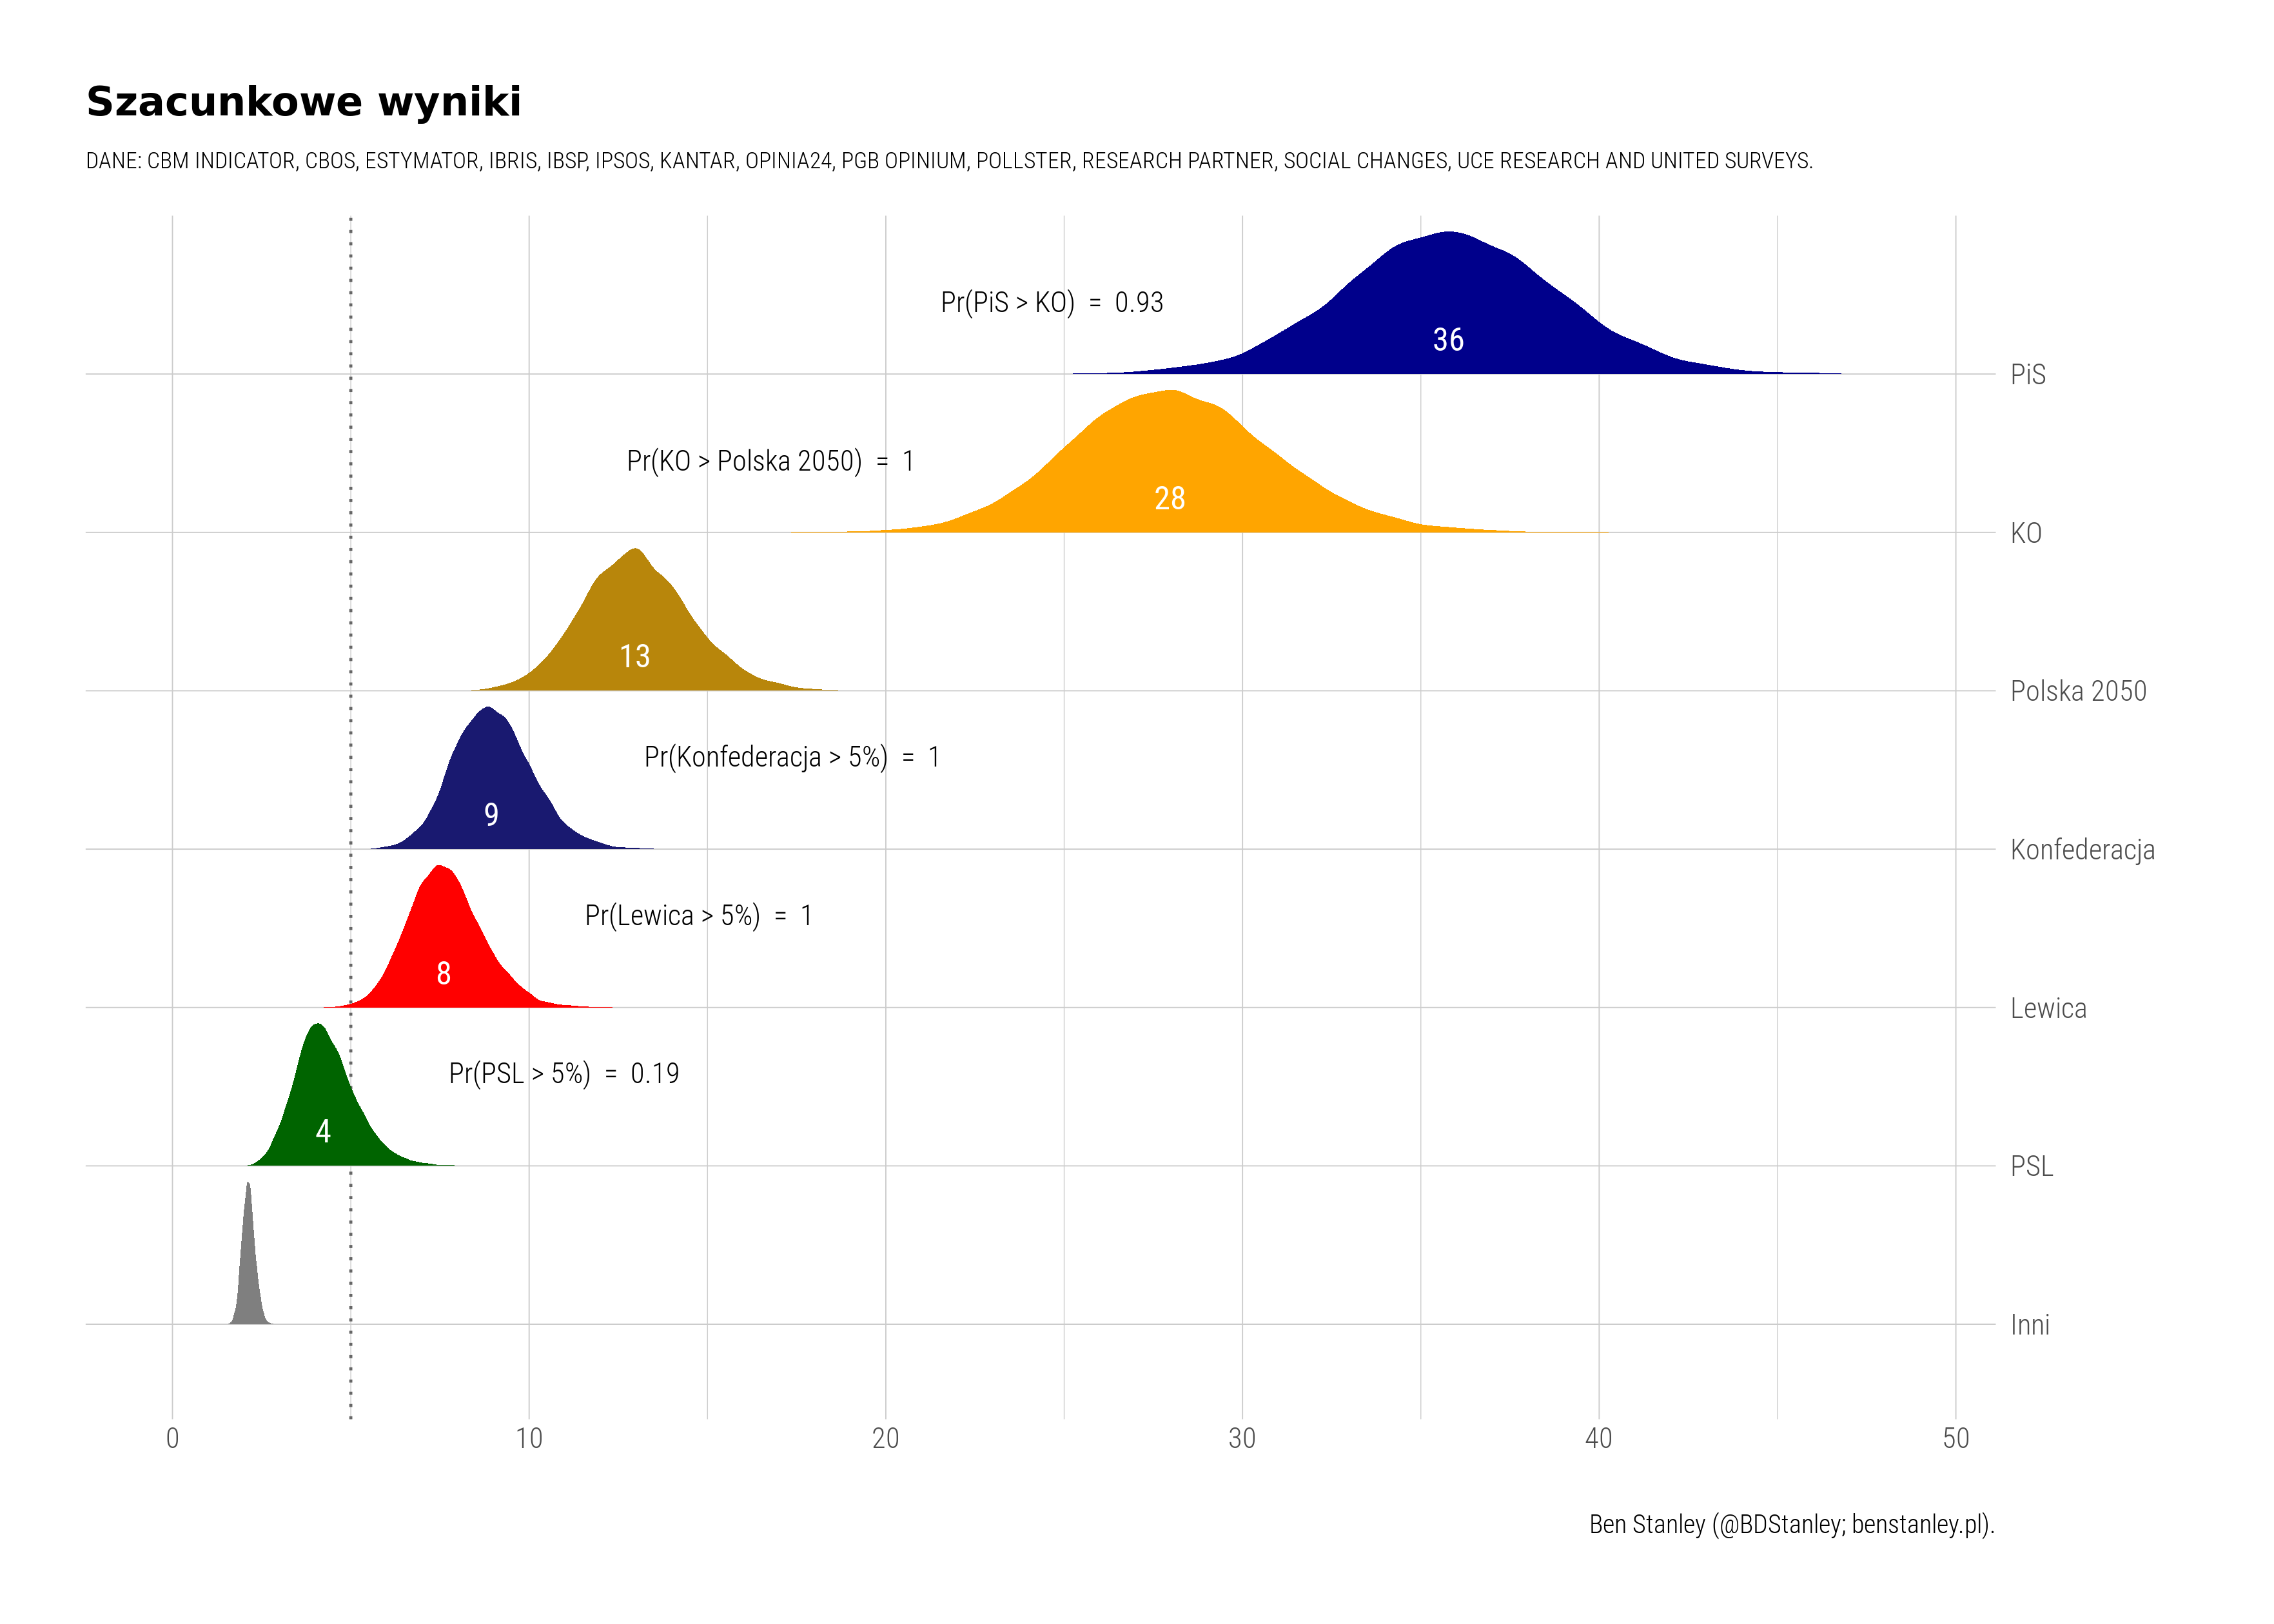 Szacunkowe wyniki
DANE: CBM INDICATOR, CBOS, ESTYMATOR, IBRIS, IBSP, IPSOS, KANTAR, OPINIA24, PGB OPINIUM, POLLSTER, RESEARCH PARTNER, SOCIAL CHANGES, UCE RESEARCH AND UNITED SURVEYS.
Pr(PiS > KO) = 0.93
36
PiS
Pr(KO > Polska 2050) = 1
28
KO
13
Polska 2050
Pr(Konfederacja > 5%) = 1
9
Konfederacja
Pr(Lewica > 5%) = 1
8
Lewica
Pr(PSL > 5%) = 0.19
4
PSL
Inni
0 10 20 30 40 50
Ben Stanley (@BDStanley; benstanley.pl).